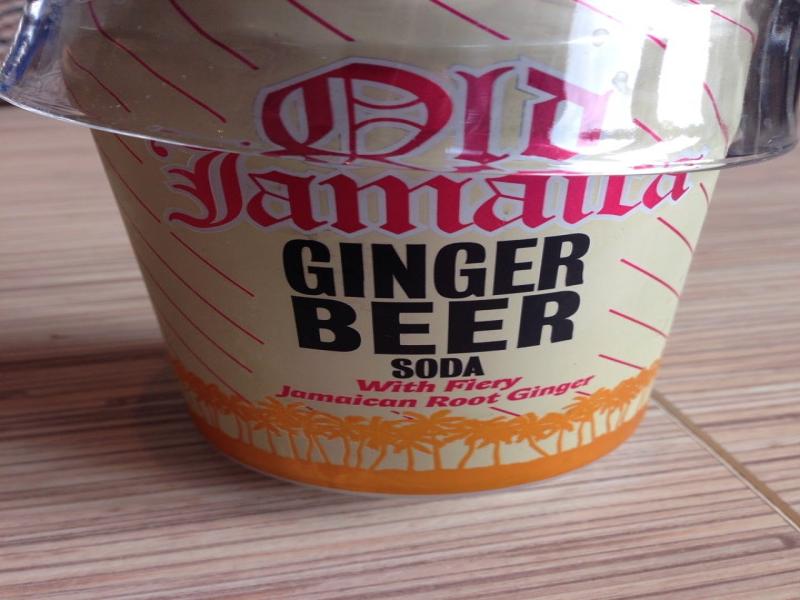 Old
Jamaica
GINGER
BEER
SODA
With Fiery
Jamaican Root Ginger